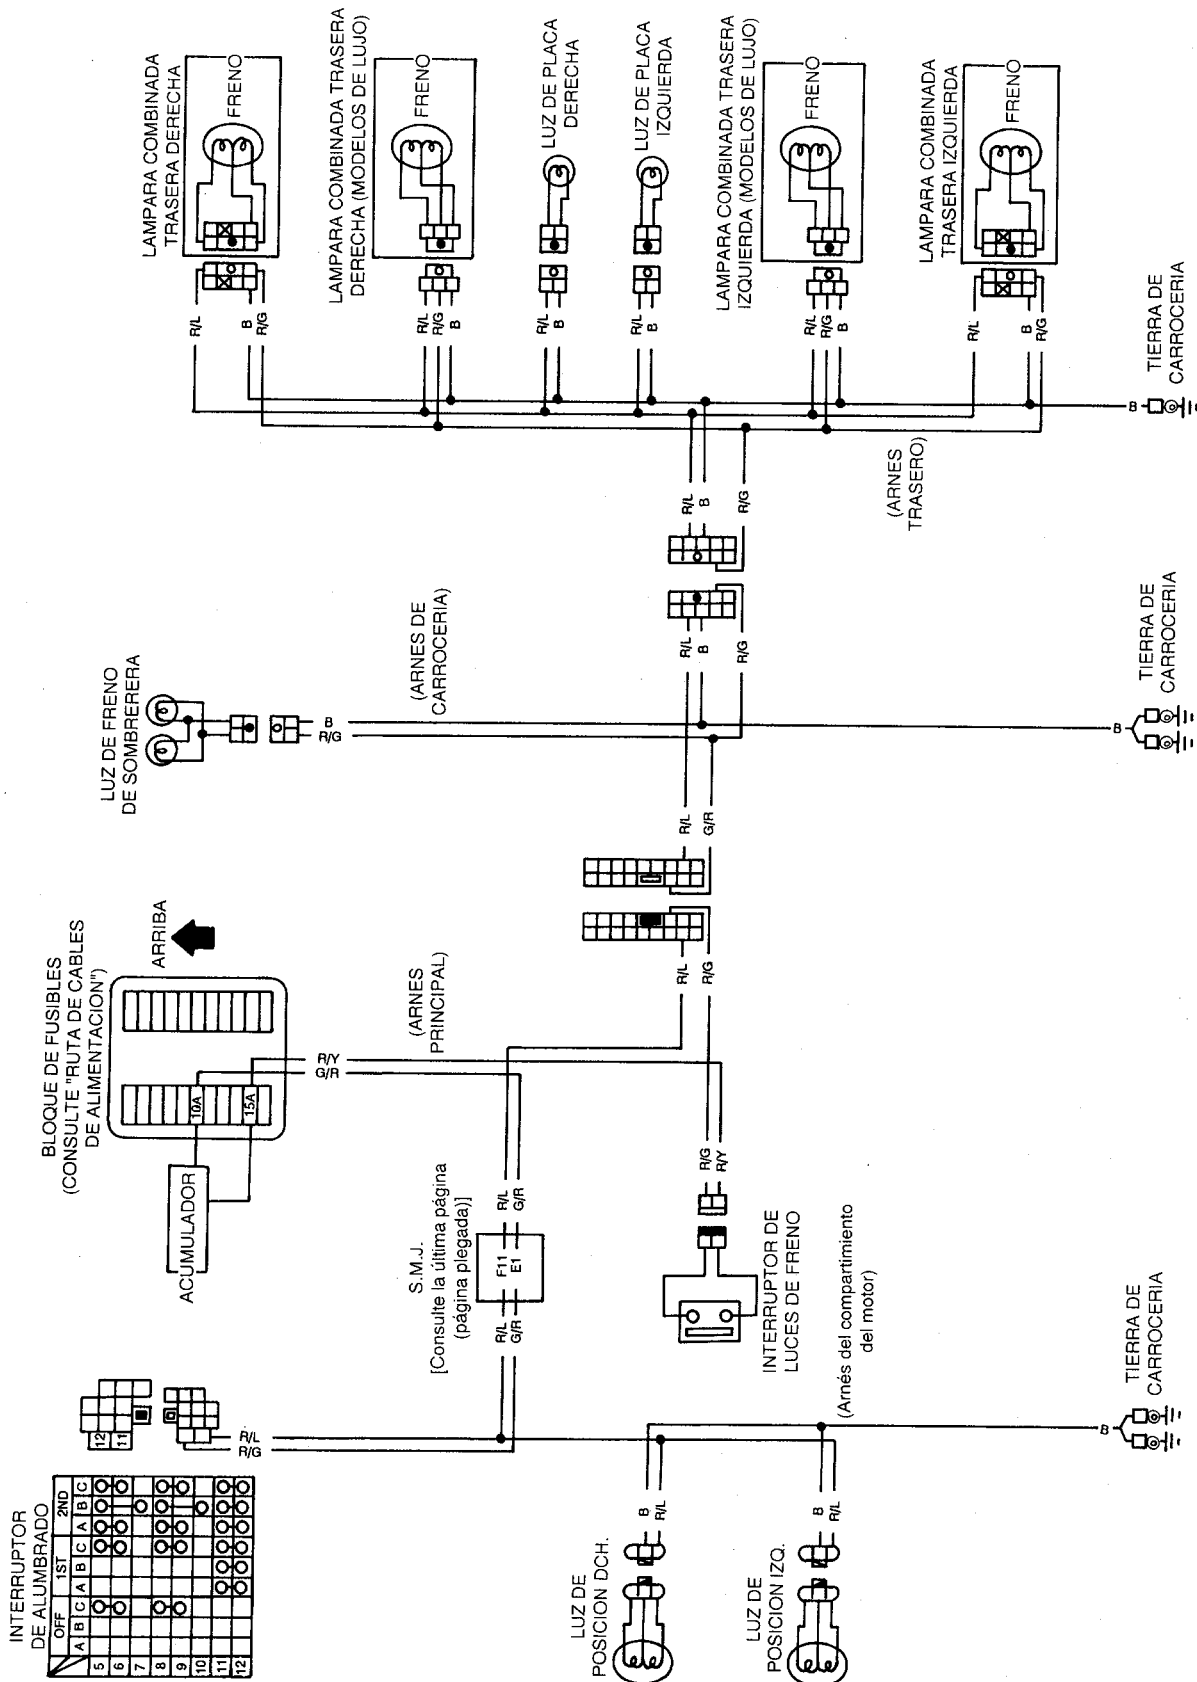 INTERRUPTOR
DE ALUMBRADO
OFF
1ST
2ND
A
B
C
A
B
C
A
B
C
5
6
7
8
9
10
11
12
12
11
R/L
R/G
ACUMULADOR
BLOQUE DE FUSIBLES
(CONSULTE "RUTA DE CABLES
DE ALIMENTACION")
10A
15A
ARRIBA
R/Y
G/R
(ARNES
PRINCIPAL)
S.M.J.
[Consulte la última página
(página plegada)]
R/L
G/R
F11
E1
R/L
G/R
LUZ DE FRENO
DE SOMBRERERA
B
R/G
(ARNES DE
CARROCERIA)
LAMPARA COMBINADA
TRASERA DERECHA
FRENO
R/L
B
R/G
LAMPARA COMBINADA TRASERA
DERECHA (MODELOS DE LUJO)
FRENO
R/L
R/G
B
LUZ DE PLACA
DERECHA
R/L
B
LUZ DE PLACA
IZQUIERDA
R/L
B
LAMPARA COMBINADA TRASERA
IZQUIERDA (MODELOS DE LUJO)
FRENO
R/L
R/G
B
LAMPARA COMBINADA
TRASERA IZQUIERDA
FRENO
R/L
B
R/G
R/L
R/G
R/L
G/R
R/L
B
R/G
R/L
B
R/G
(ARNES
TRASERO)
INTERRUPTOR DE
LUCES DE FRENO
R/G
R/Y
(Arnés del compartimiento
del motor)
LUZ DE
POSICION DCH.
B
R/L
LUZ DE
POSICION IZQ.
B
R/L
B
TIERRA DE
CARROCERIA
B
TIERRA DE
CARROCERIA
B
TIERRA DE
CARROCERIA